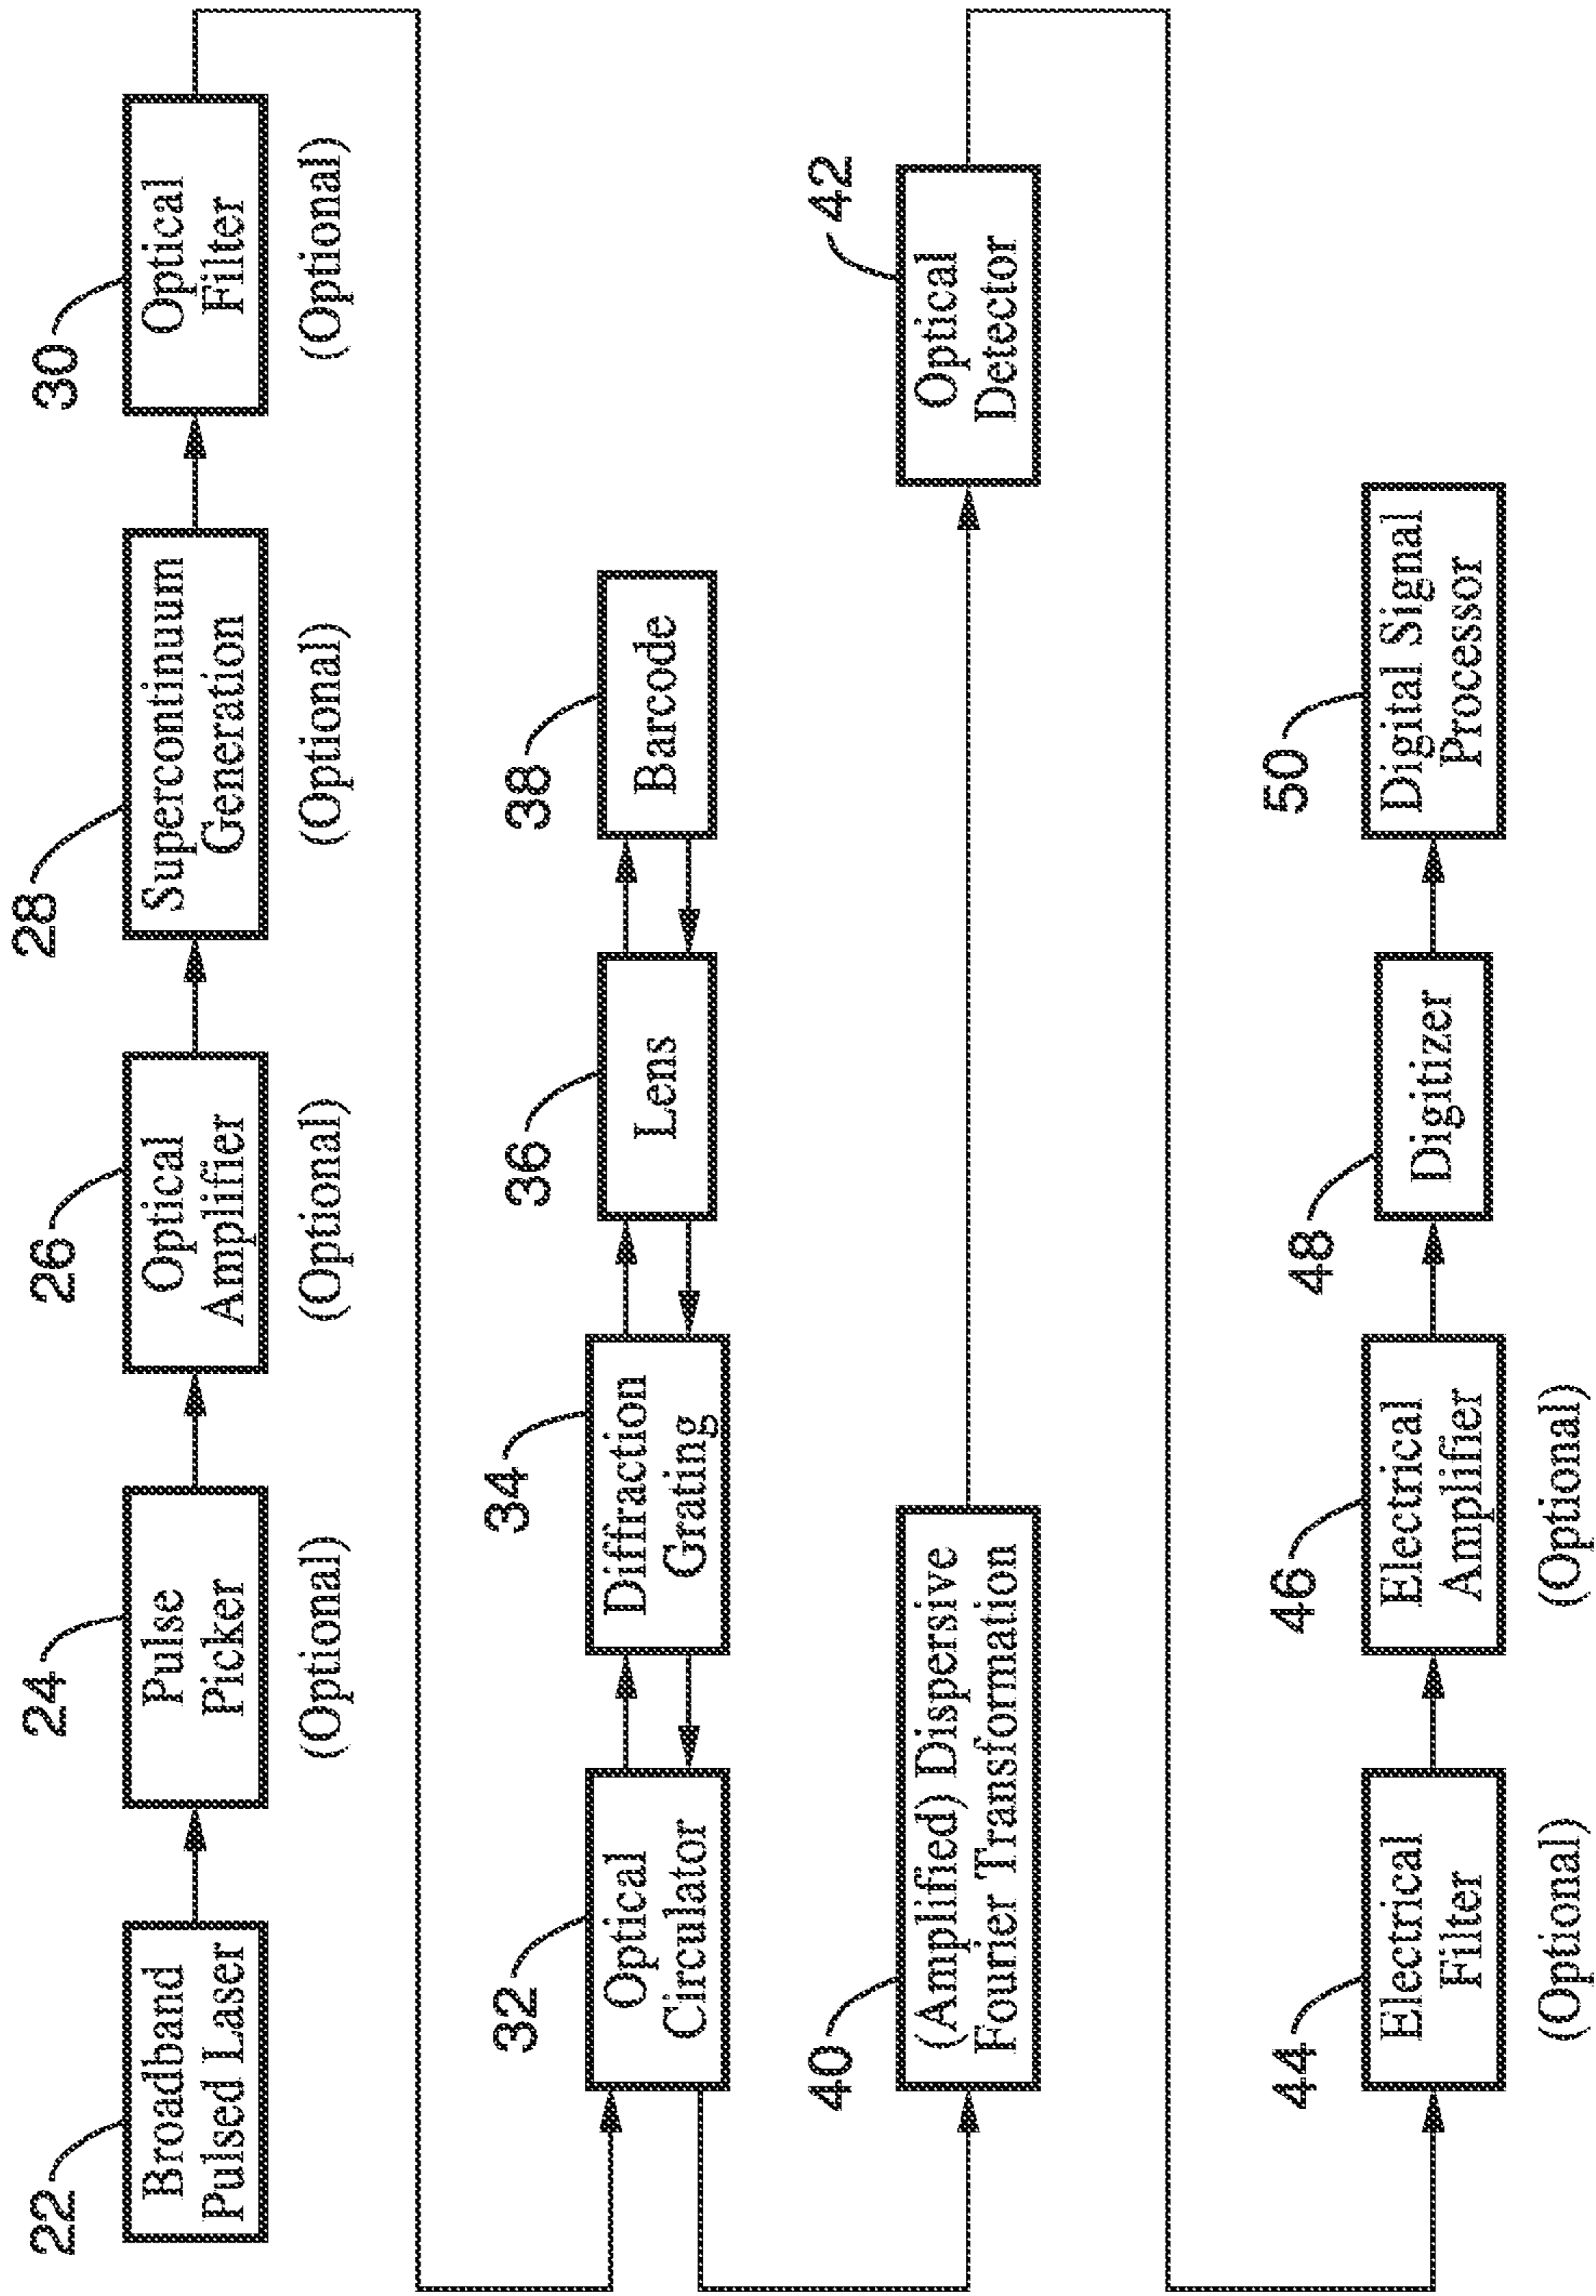 22
Broadband
Pulsed Laser
24
Pulse
Picker
(Optional)
26
Optical
Amplifier
(Optional)
28
Supercontinuum
Generation
(Optional)
30
Optical
Filter
(Optional)
32
Optical
Circulator
34
Diffraction
Grating
36
Lens
38
Barcode
40
(Amplified) Dispersive
Fourier Transformation
42
Optical
Detector
44
Electrical
Filter
(Optional)
46
Electrical
Amplifier
(Optional)
48
Digitizer
50
Digital Signal
Processor